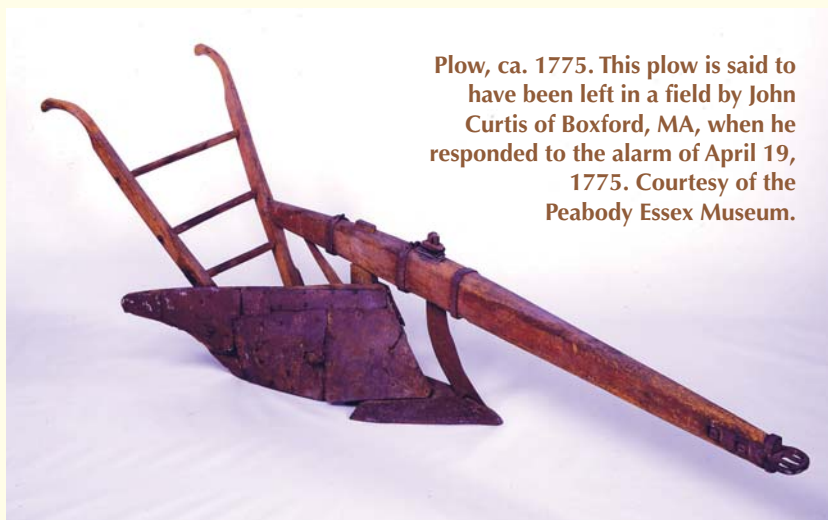 Plow, ca. 1775. This plow is said to
have been left in a field by John
Curtis of Boxford, MA, when he
responded to the alarm of April 19,
1775. Courtesy of the
Peabody Essex Museum.